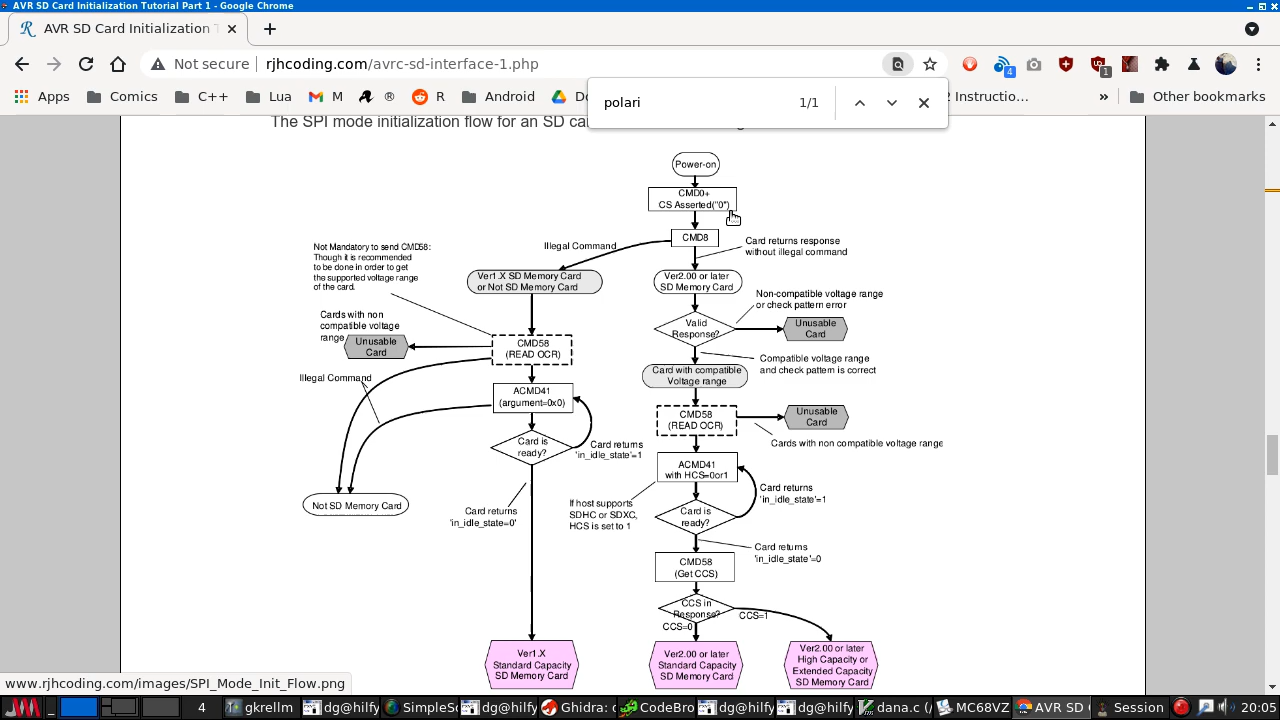 AVR SD Card Initialization Tutorial Part 1 - Google Chrome
AVR SD Card Initialization T
Not secure
rjhcoding.com/avrc-sd-interface-1.php
4
1
Apps
Comics
C++
Lua
M
R
Android
2 Instructio...
»
Other bookmarks
polari
1/1
The SPI mode initialization flow for an SD
Power-on
CMD0+
CS Asserted("0")
CMD8
Illegal Command
Card returns response
without illegal command
Not Mandatory to send CMD58:
Though it is recommended
to be done in order to get
the supported voltage range
of the card.
Ver1.X SD Memory Card
or Not SD Memory Card
Ver2.00 or later
SD Memory Card
Non-compatible voltage range
or check pattern error
Cards with non
compatible voltage
range
Unusable
Card
CMD58
(READ OCR)
Valid
Response?
Unusable
Card
Compatible voltage range
and check pattern is correct
Illegal Command
Card with compatible
Voltage range
ACMD41
(argument=0x0)
CMD58
(READ OCR)
Unusable
Card
Cards with non compatible voltage range
Card is
ready?
Card returns
'in_idle_state'=1
ACMD41
with HCS=0or1
Card returns
'in_idle_state'=1
Not SD Memory Card
Card returns
'in_idle_state=0'
If host supports
SDHC or SDXC,
HCS is set to 1
Card is
ready?
Card returns
'in_idle_state'=0
CMD58
(Get CCS)
CCS in
Response?
CCS=1
CCS=0
Ver1.X
Standard Capacity
SD Memory Card
Ver2.00 or later
Standard Capacity
SD Memory Card
Ver2.00 or later
High Capacity or
Extended Capacity
SD Memory Card
www.rjhcoding.com/images/SPI_Mode_Init_Flow.png
4
gkrellm
dg@hilfy
SimpleSc
dg@hilfy
Ghidra: c
CodeBro
dg@hilfy
dg@hilfy
dana.c (/
MC68VZ
AVR SD C
Session
20:05